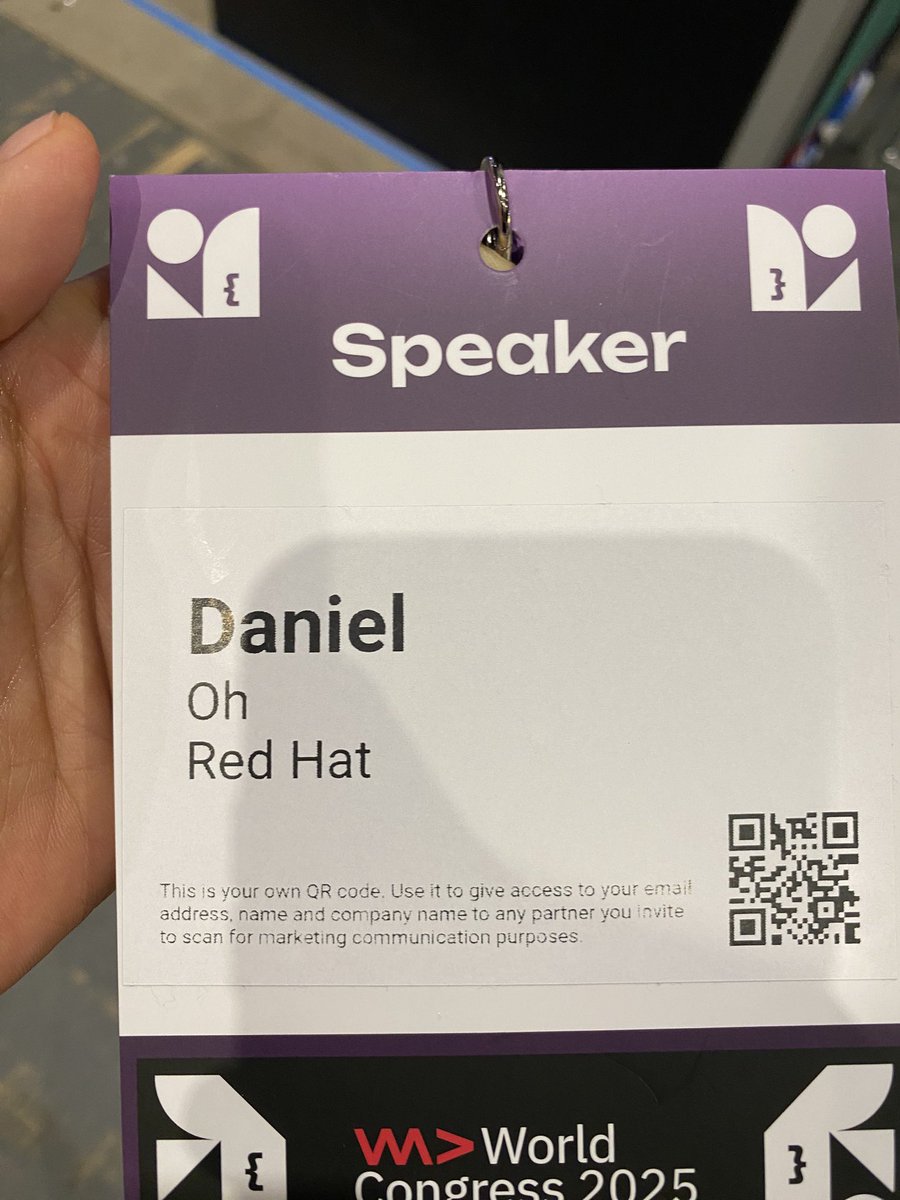 Speaker
Daniel
Oh
Red Hat
This is your own QR code. Use it to give access to your email
address, name and company name to any partner you invite
to scan for marketing communication purposes.
World
Congress 2025